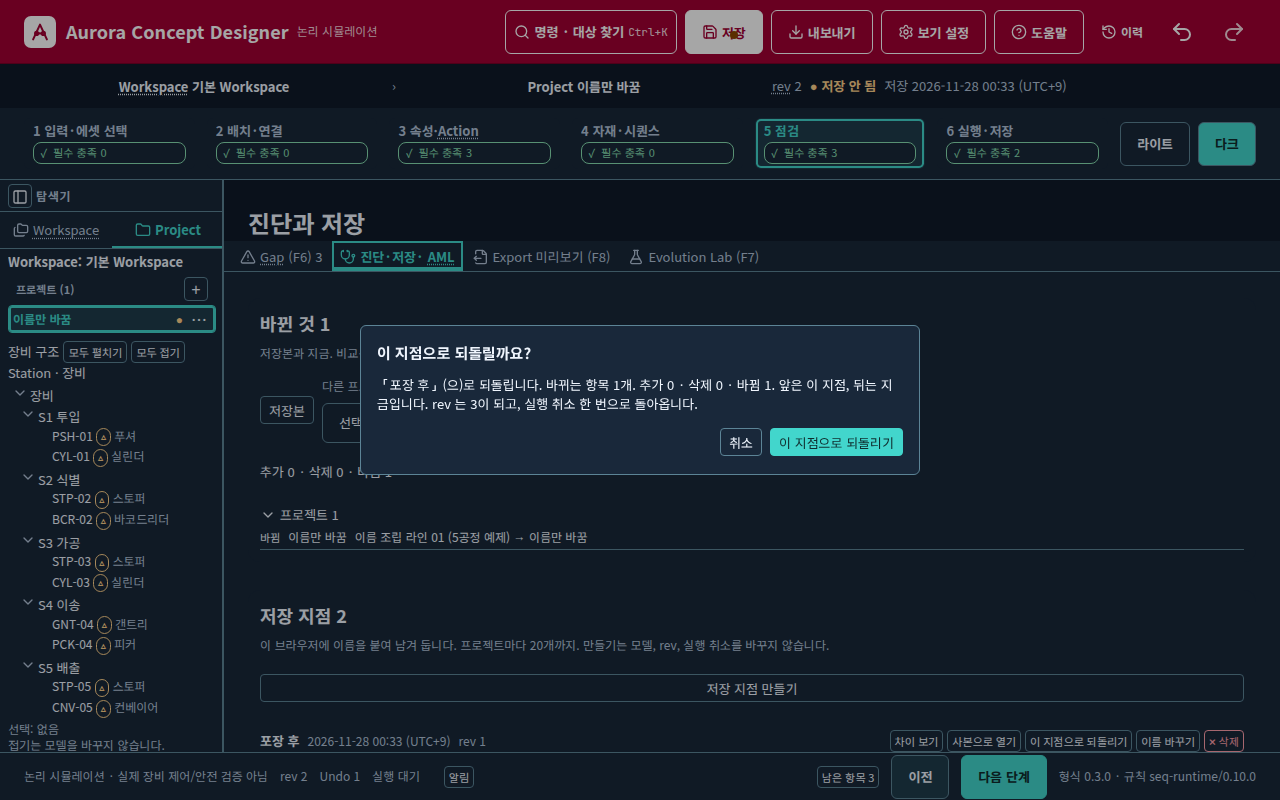 Aurora Concept Designer 논리 시뮬레이션
명령 · 대상 찾기 Ctrl+K
저장
내보내기
보기 설정
도움말
이력
Workspace 기본 Workspace
›
Project 이름만 바꿈
rev 2 ● 저장 안 됨 저장 2026-11-28 00:33 (UTC+9)
1 입력·에셋 선택
✓ 필수 충족 0
2 배치·연결
✓ 필수 충족 0
3 속성·Action
✓ 필수 충족 3
4 자재·시퀀스
✓ 필수 충족 0
5 점검
✓ 필수 충족 3
6 실행·저장
✓ 필수 충족 2
라이트
다크
탐색기
Workspace
Project
Workspace: 기본 Workspace
프로젝트 (1)
+
이름만 바꿈 ● ···
장비 구조 모두 펼치기 모두 접기
Station · 장비
장비
S1 투입
PSH-01 푸셔
CYL-01 실린더
S2 식별
STP-02 스토퍼
BCR-02 바코드리더
S3 가공
STP-03 스토퍼
CYL-03 실린더
S4 이송
GNT-04 갠트리
PCK-04 피커
S5 배출
STP-05 스토퍼
CNV-05 컨베이어
선택: 없음
접기는 모델을 바꾸지 않습니다.
진단과 저장
Gap (F6) 3
진단·저장· AML
Export 미리보기 (F8)
Evolution Lab (F7)
바뀐 것 1
저장본과 지금. 비교
다른 프
저장본
선택
추가 0 · 삭제 0 · 바뀜 1
프로젝트 1
바뀜 이름만 바꿈 이름 조립 라인 01 (5공정 예제) → 이름만 바꿈
이 지점으로 되돌릴까요?
「포장 후」(으)로 되돌립니다. 바뀌는 항목 1개. 추가 0 · 삭제 0 · 바뀜 1. 앞은 이 지점, 뒤는 지
금입니다. rev 는 3이 되고, 실행 취소 한 번으로 돌아옵니다.
취소
이 지점으로 되돌리기
저장 지점 2
이 브라우저에 이름을 붙여 남겨 둡니다. 프로젝트마다 20개까지. 만들기는 모델, rev, 실행 취소를 바꾸지 않습니다.
저장 지점 만들기
포장 후 2026-11-28 00:33 (UTC+9) rev 1
차이 보기
사본으로 열기
이 지점으로 되돌리기
이름 바꾸기
× 삭제
논리 시뮬레이션 · 실제 장비 제어/안전 검증 아님 rev 2 Undo 1 실행 대기
알림
남은 항목 3
이전
다음 단계
형식 0.3.0 · 규칙 seq-runtime/0.10.0